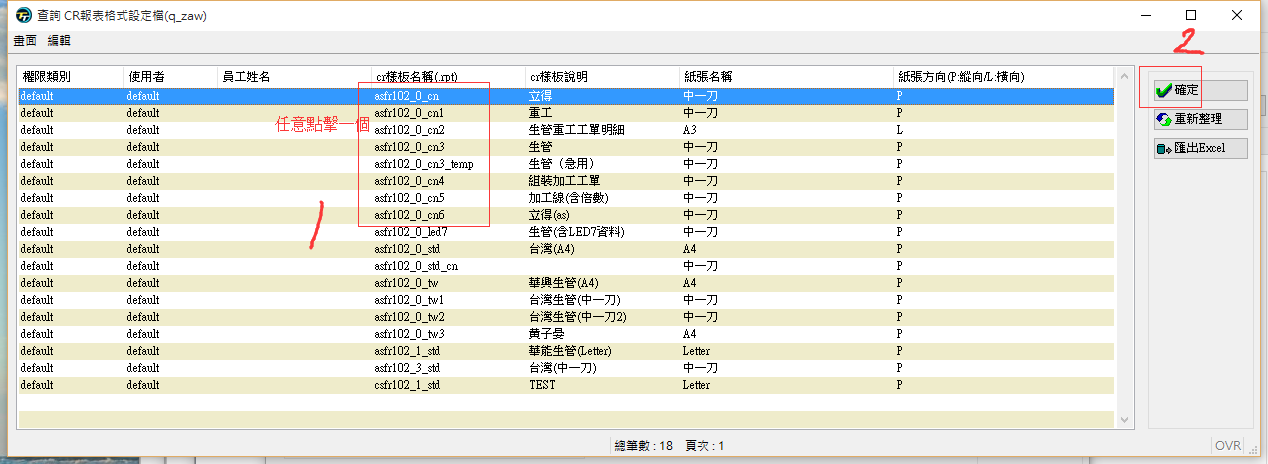 查詢 CR報表格式設定檔(q_zaw)
畫面 編輯
2
權限類別 使用者 員工姓名 cr樣板名稱(.rpt) cr樣板說明 紙張名稱 紙張方向(P:縱向/L:橫向)
default default asfr102_0_cn 立得 中一刀 P
default default asfr102_0_cn1 重工 中一刀 P
default default asfr102_0_cn2 生管重工工單明細 A3 L
default default asfr102_0_cn3 生管 中一刀 P
default default asfr102_0_cn3_temp 生管（急用） 中一刀 P
default default asfr102_0_cn4 組裝加工工單 中一刀 P
default default asfr102_0_cn5 加工線(含倍數) 中一刀 P
default default asfr102_0_cn6 立得(as) 中一刀 P
default default asfr102_0_led7 生管(含LED7資料) 中一刀 P
default default asfr102_0_std 台灣(A4) A4 P
default default asfr102_0_std_cn 中一刀 P
default default asfr102_0_tw 華興生管(A4) A4 P
default default asfr102_0_tw1 台灣生管(中一刀) 中一刀 P
default default asfr102_0_tw2 台灣生管(中一刀2) 中一刀 P
default default asfr102_0_tw3 黄子晏 A4 P
default default asfr102_1_std 華能生管(Letter) Letter P
default default asfr102_3_std 台灣(中一刀) 中一刀 P
default default csfr102_1_std TEST Letter P
任意點擊一個
1
確定
重新整理
匯出Excel
總筆數 : 18 頁次 : 1
OVR